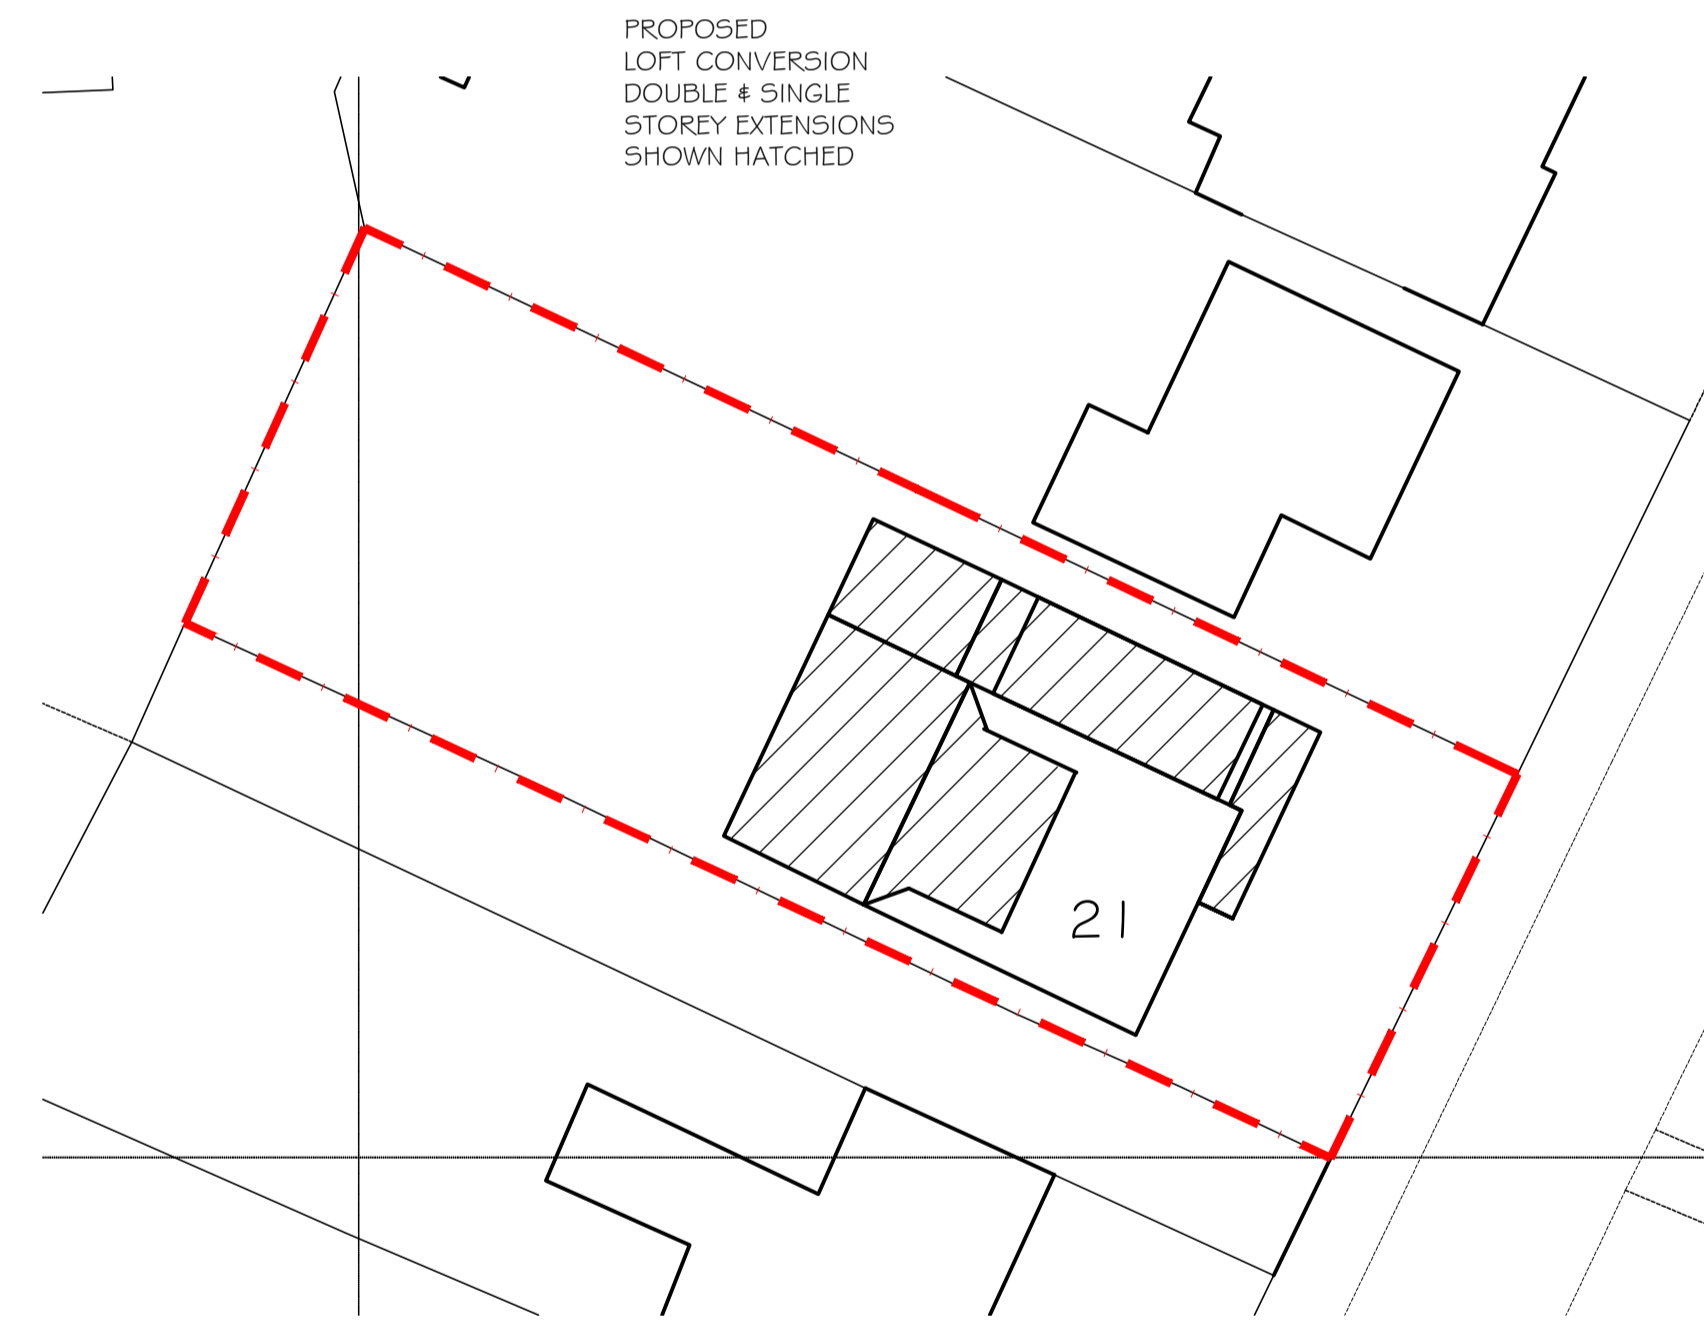 PROPOSED
LOFT CONVERSION
DOUBLE & SINGLE
STOREY EXTENSIONS
SHOWN HATCHED
21